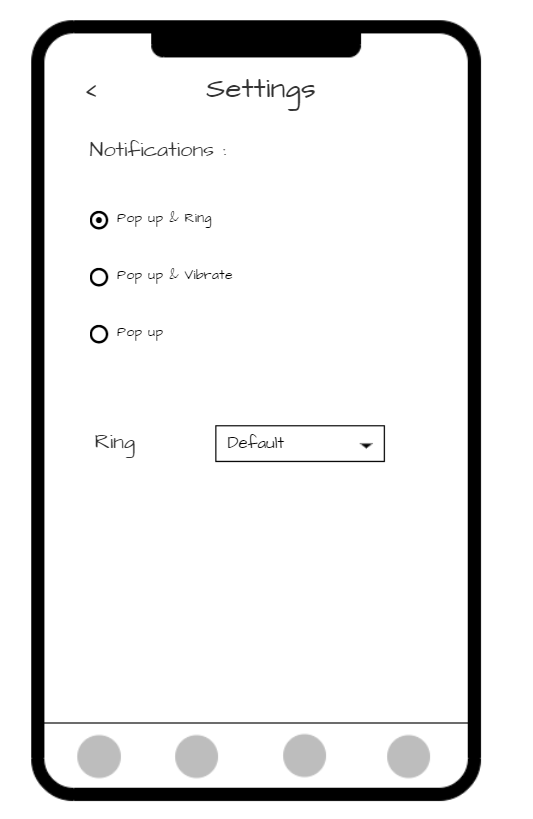 < Settings
Notifications :
Pop up & Ring
Pop up & Vibrate
Pop up
Ring Default